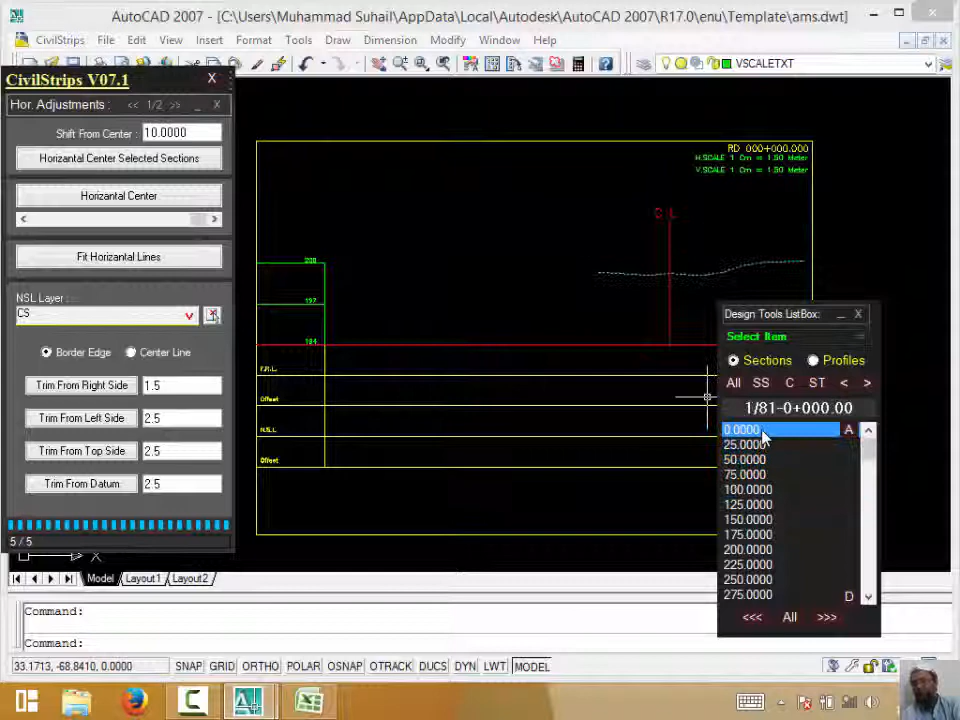 AutoCAD 2007 - [C:\Users\Muhammad Suhail\AppData\Local\Autodesk\AutoCAD 2007\R17.0\enu\Template\ams.dwt]
CivilStrips File Edit View Insert Format Tools Draw Dimension Modify Window Help
VSCALETXT
CivilStrips V07.1 X
Hor. Adjustments : << 1/2 >> _ X
Shift From Center : 10.0000
Horizantal Center Selected Sections
Horizantal Center
< >
Fit Horizantal Lines
NSL Layer
CS v
Border Edge Center Line
Trim From Right Side 1.5
Trim From Left Side 2.5
Trim From Top Side 2.5
Trim From Datum 2.5
5 / 5
RD 000+000.000
H.SCALE 1 Cm = 1.50 Meter
V.SCALE 1 Cm = 1.50 Meter
C L
200
197
194
F.R.L
Offset
N.S.L
Offset
Design Tools ListBox: _ X
Select Item
Sections Profiles
All SS C ST < >
1/81-0+000.00
0.0000 A
25.0000
50.0000
75.0000
100.0000
125.0000
150.0000
175.0000
200.0000
225.0000
250.0000
275.0000 D
<<< All >>>
X
Model Layout1 Layout2
Command:
Command:
33.1713, -68.8410, 0.0000 SNAP GRID ORTHO POLAR OSNAP OTRACK DUCS DYN LWT MODEL